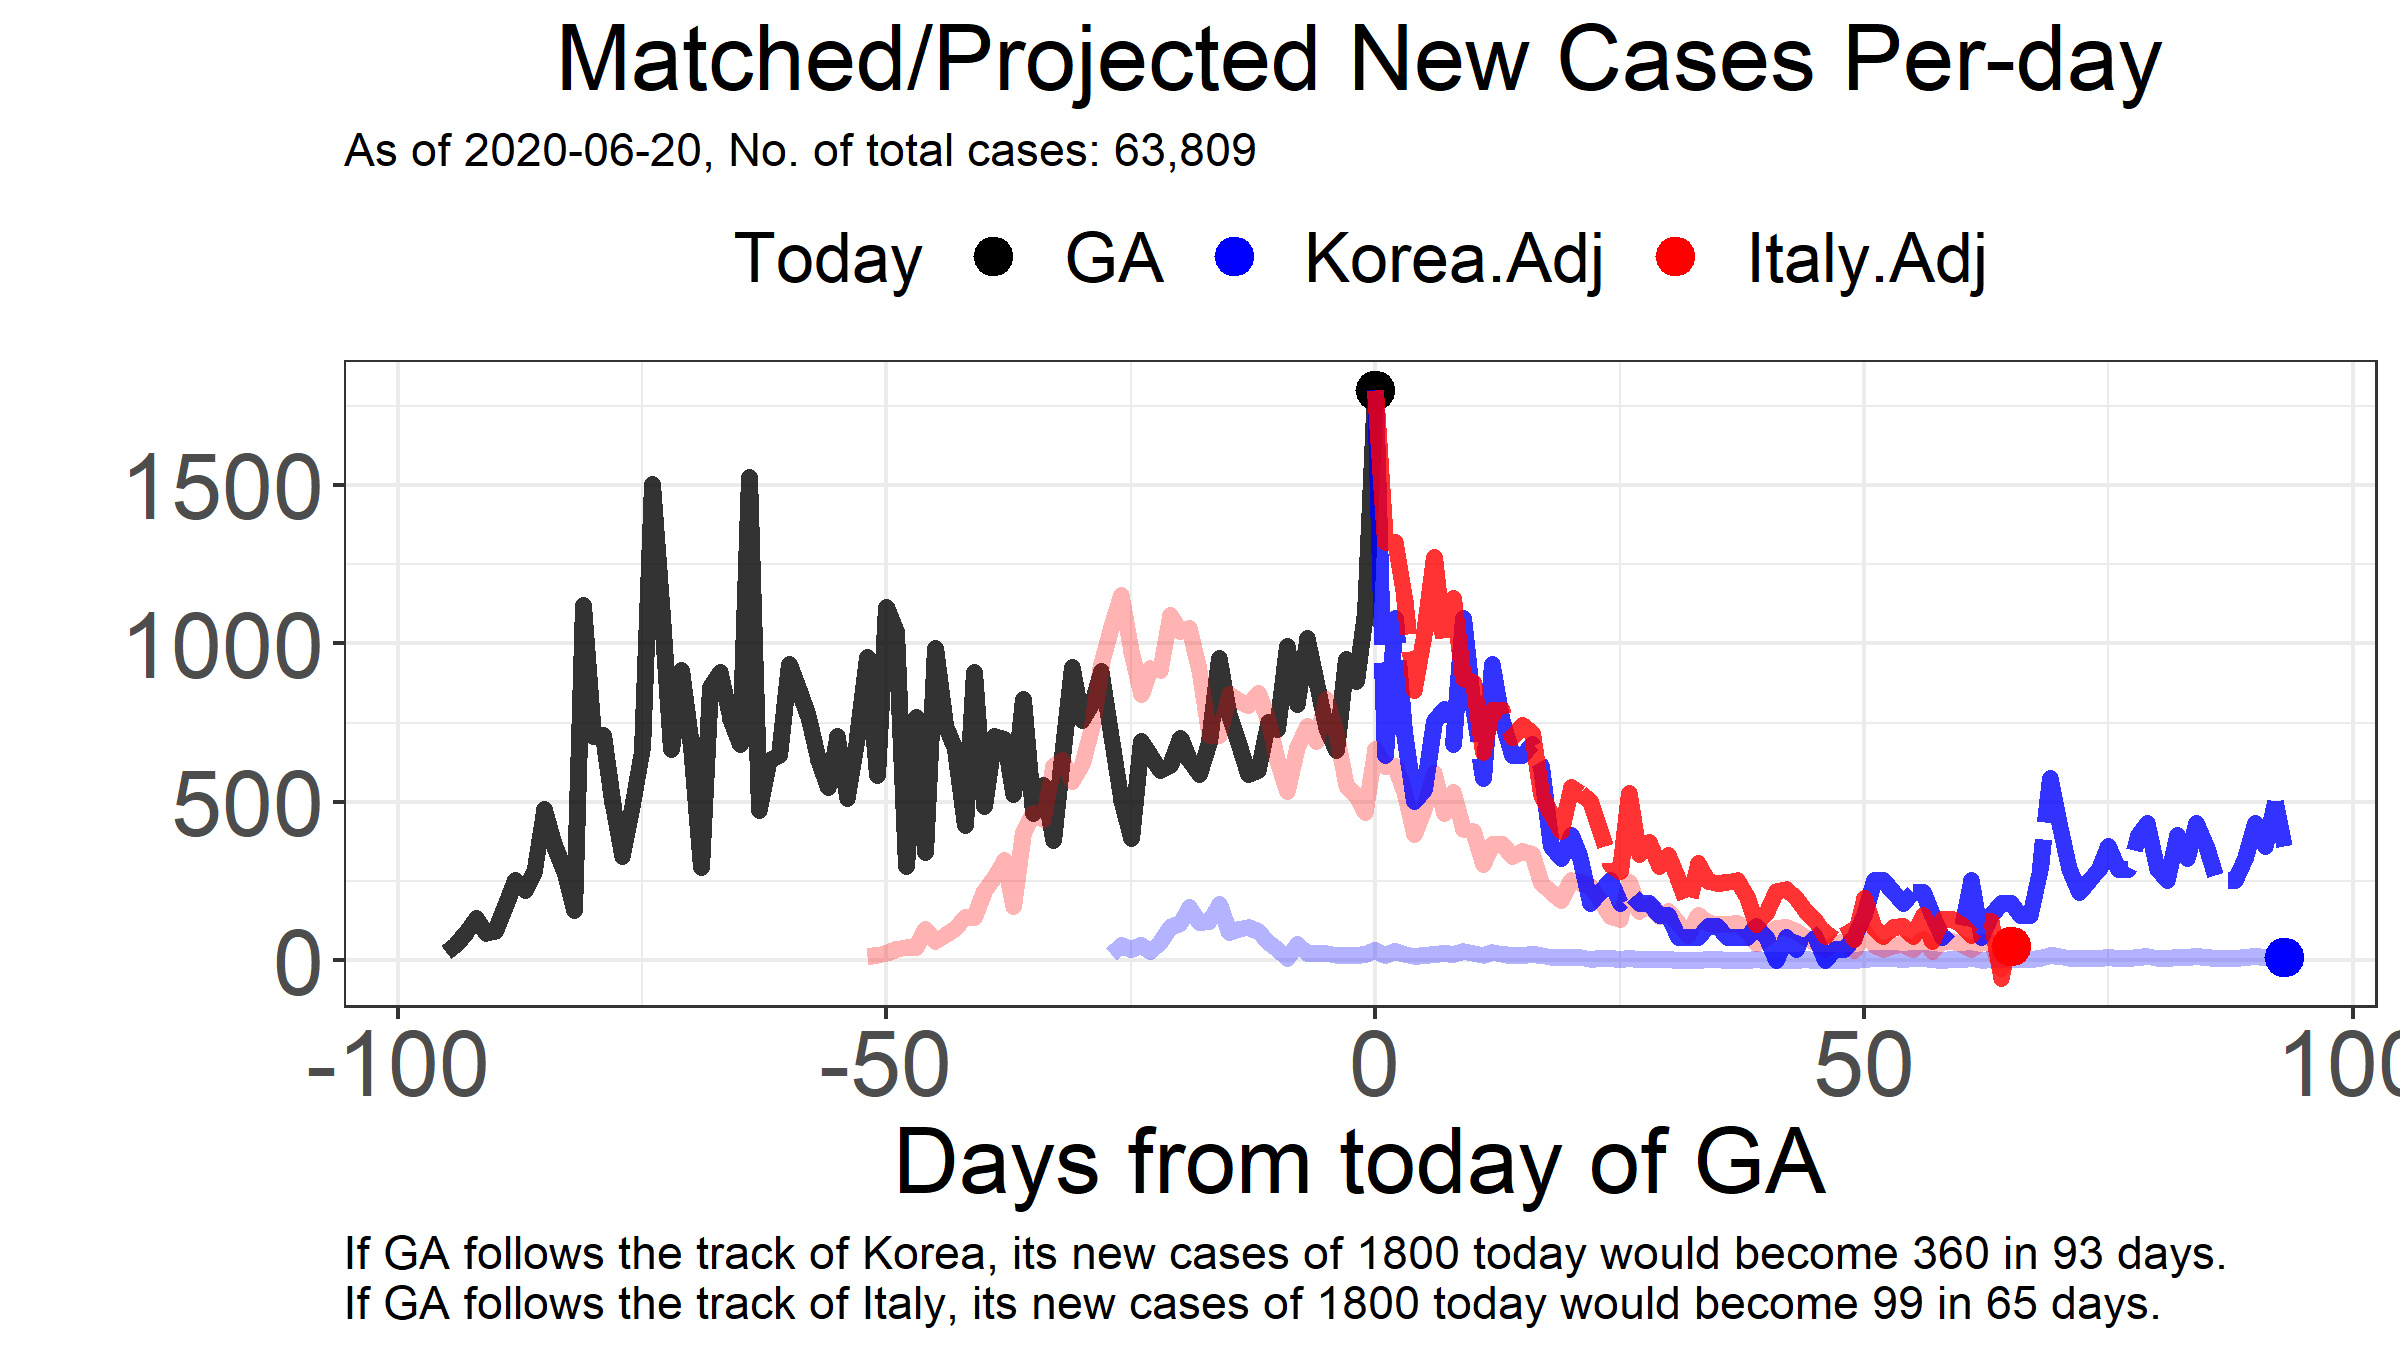 Matched/Projected New Cases Per-day
As of 2020-06-20, No. of total cases: 63,809
Today GA Korea.Adj Italy.Adj
1500
1000
500
0
-100 -50 0 50 100
Days from today of GA
If GA follows the track of Korea, its new cases of 1800 today would become 360 in 93 days.
If GA follows the track of Italy, its new cases of 1800 today would become 99 in 65 days.